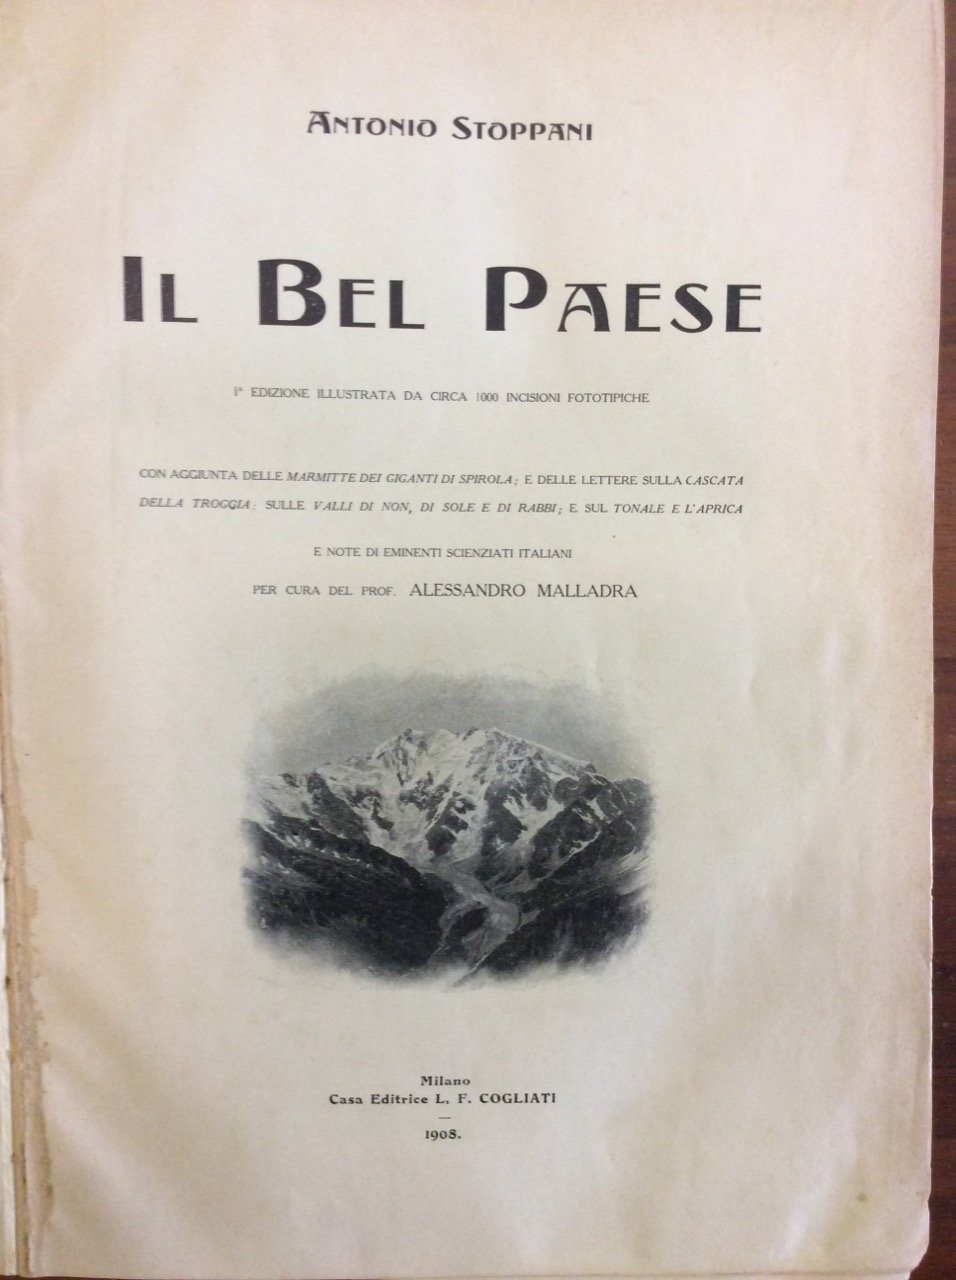 ANTONIO STOPPANI
IL BEL PAESE
1ª EDIZIONE ILLUSTRATA DA CIRCA 1000 INCISIONI FOTOTIPICHE
CON AGGIUNTA DELLE MARMITTE DEI GIGANTI DI SPIROLA; E DELLE LETTERE SULLA CASCATA
DELLA TROGGIA; SULLE VALLI DI NON, DI SOLE E DI RABBI; E SUL TONALE E L'APRICA
E NOTE DI EMINENTI SCIENZIATI ITALIANI
PER CURA DEL PROF. ALESSANDRO MALLADRA
Milano
Casa Editrice L. F. COGLIATI
1908.